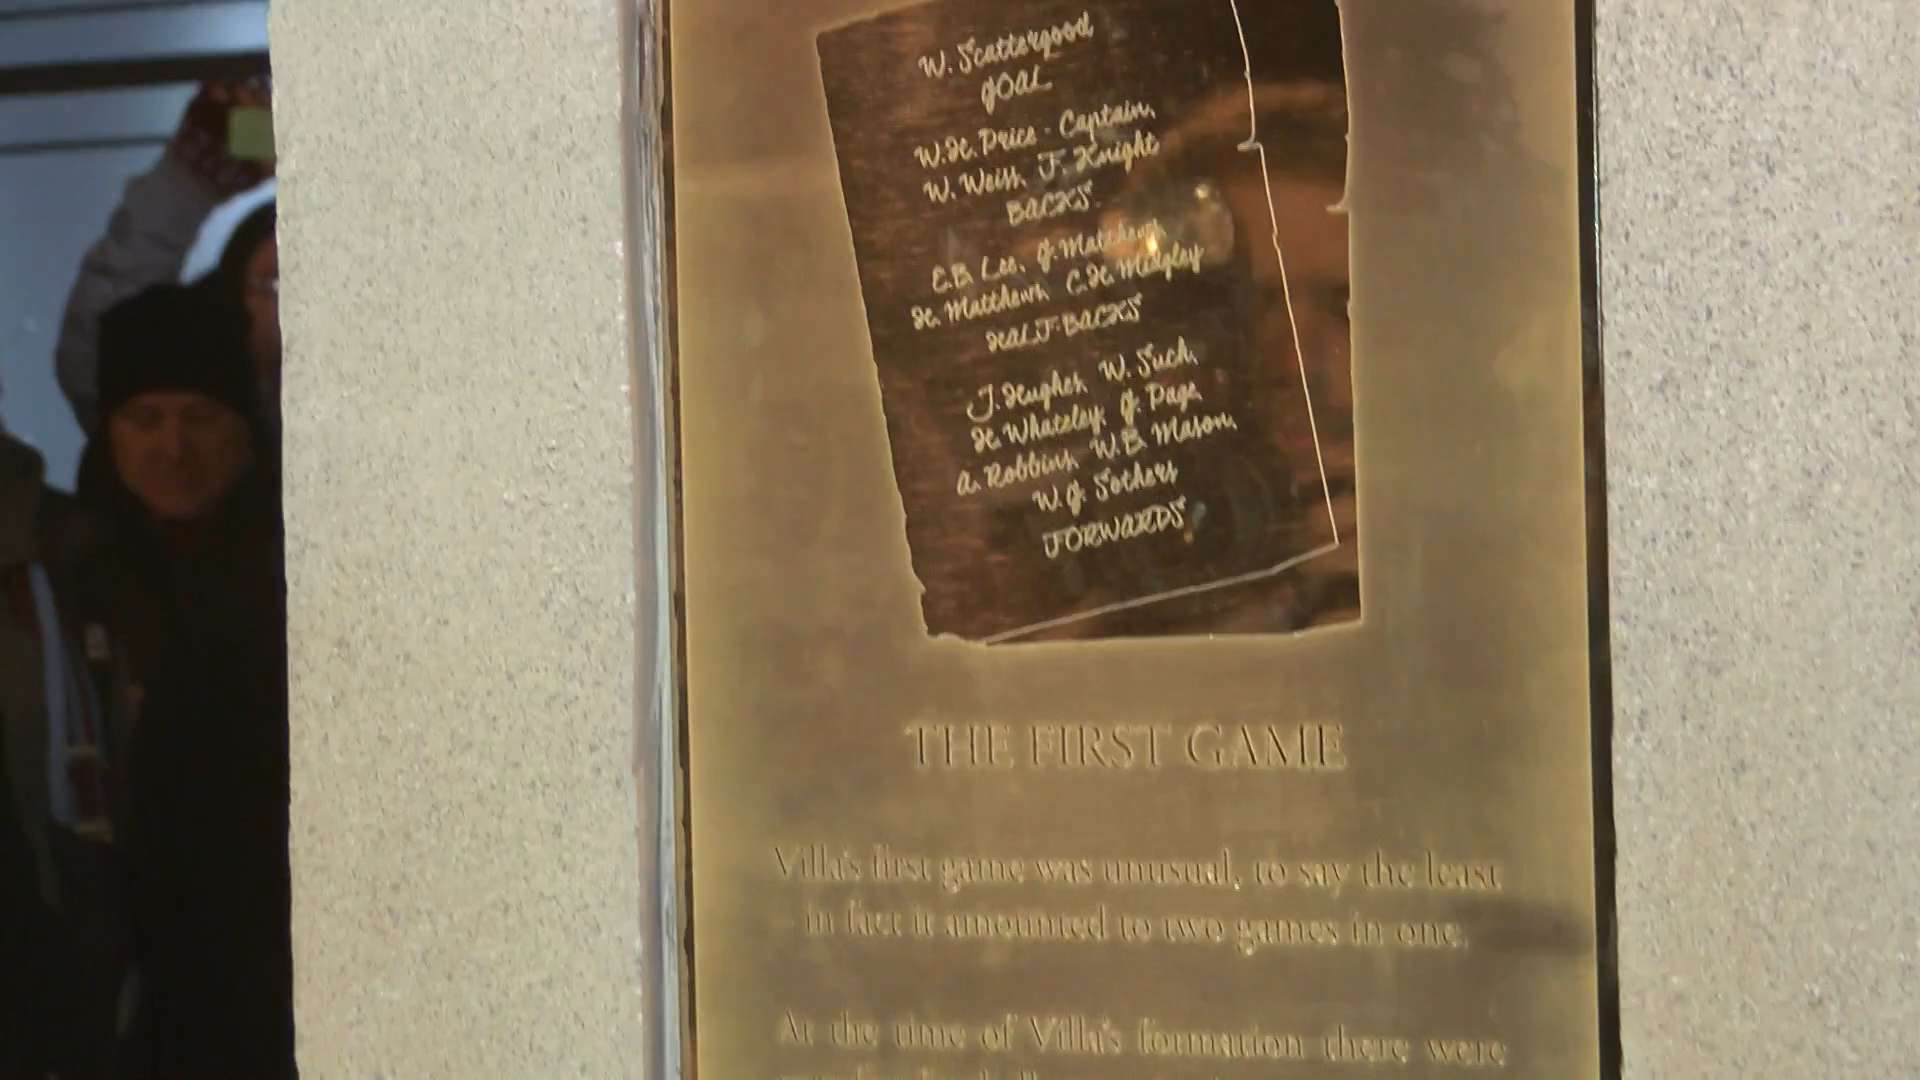 W. Scattergood
GOAL
W.H. Price - Captain,
W. Weiss, J. Knight
BACKS.
E.B. Lee, G. Matthews,
H. Matthews, C.H. Midgley
HALF-BACKS
J. Hughes, W. Such,
H. Whateley, G. Page,
A. Robbins, W.B. Mason,
W.G. Sothers
FORWARDS
THE FIRST GAME
Villa's first game was unusual, to say the least
- in fact it amounted to two games in one.
At the time of Villa's formation there were